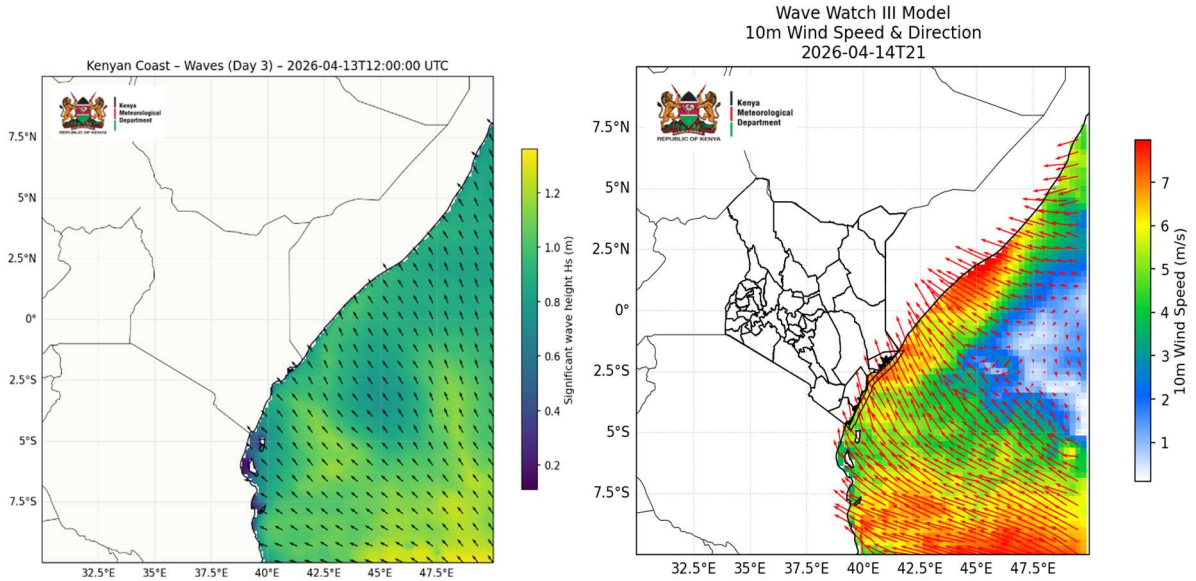 Kenyan Coast – Waves (Day 3) – 2026-04-13T12:00:00 UTC
Kenya
Meteorological
Department
REPUBLIC OF KENYA
7.5°N
5°N
2.5°N
0°
2.5°S
5°S
7.5°S
32.5°E 35°E 37.5°E 40°E 42.5°E 45°E 47.5°E
1.2
1.0
0.8
0.6
0.4
0.2
Significant wave height Hs (m)
Wave Watch III Model
10m Wind Speed & Direction
2026-04-14T21
Kenya
Meteorological
Department
REPUBLIC OF KENYA
7.5°N
5°N
2.5°N
0°
2.5°S
5°S
7.5°S
32.5°E 35°E 37.5°E 40°E 42.5°E 45°E 47.5°E
7
6
5
4
3
2
1
10m Wind Speed (m/s)